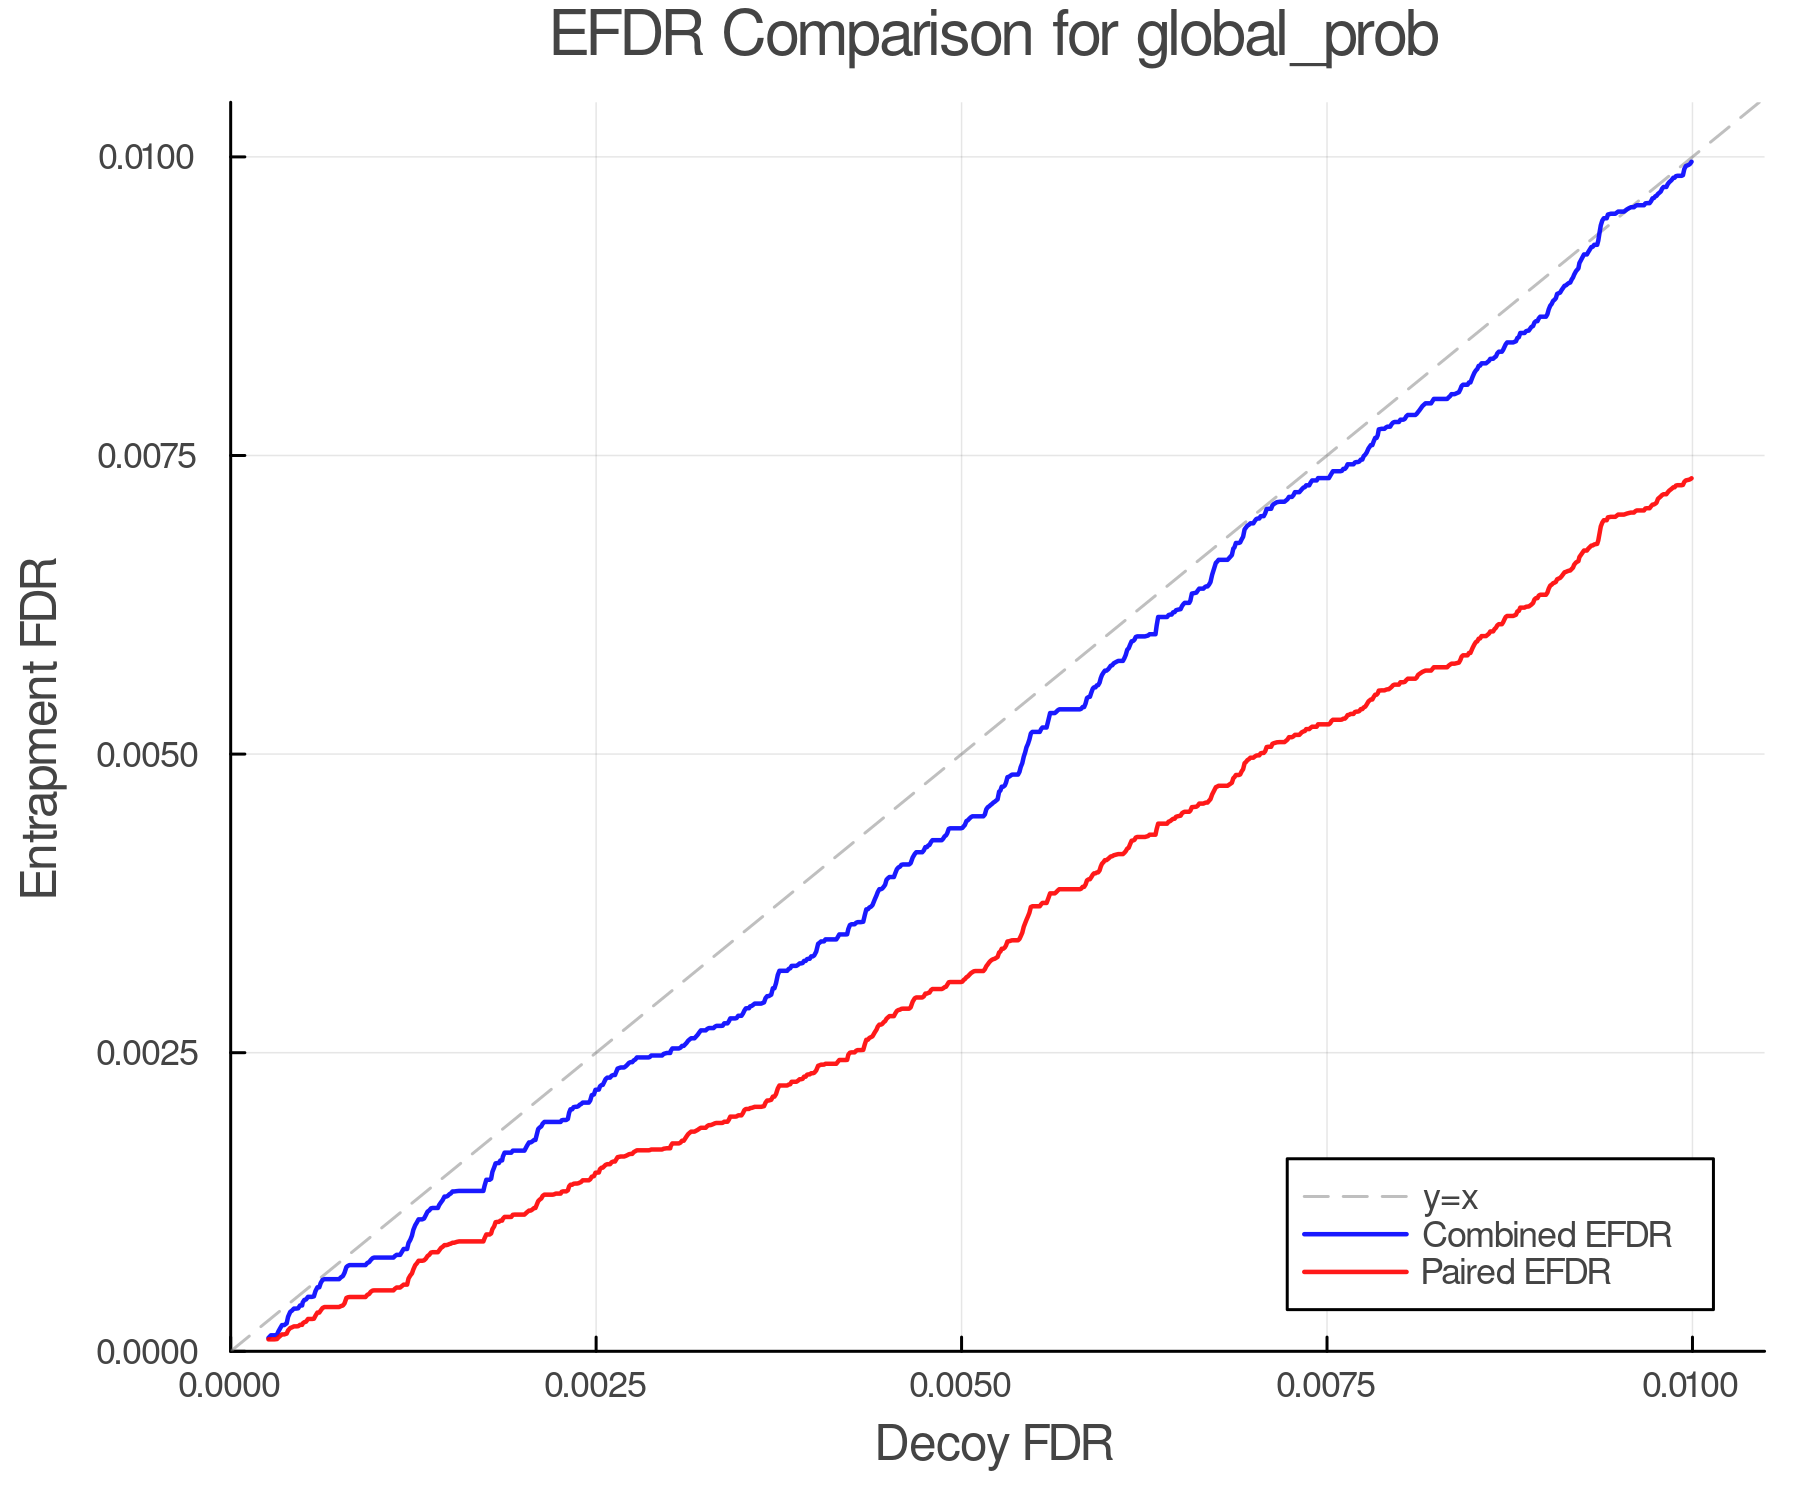 EFDR Comparison for global_prob
0.0100
0.0075
0.0050
0.0025
0.0000
Entrapment FDR
y=x
Combined EFDR
Paired EFDR
0.0000 0.0025 0.0050 0.0075 0.0100
Decoy FDR